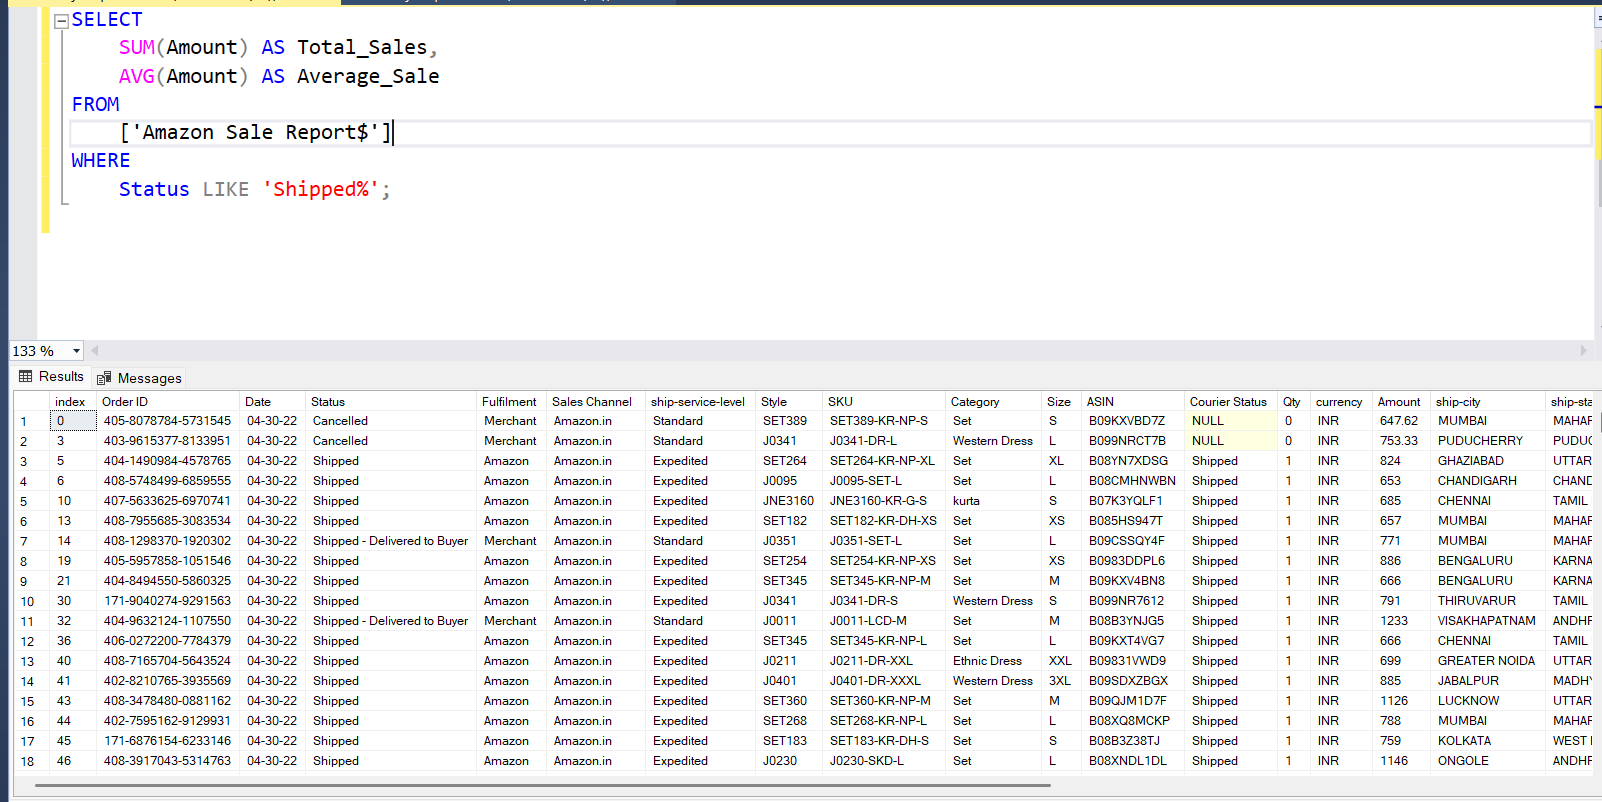 SELECT
SUM(Amount) AS Total_Sales,
AVG(Amount) AS Average_Sale
FROM
['Amazon Sale Report$']
WHERE
Status LIKE 'Shipped%';
133 %
Results Messages
index Order ID Date Status Fulfilment Sales Channel ship-service-level Style SKU Category Size ASIN Courier Status Qty currency Amount ship-city ship-sta
1 0 405-8078784-5731545 04-30-22 Cancelled Merchant Amazon.in Standard SET389 SET389-KR-NP-S Set S B09KXVBD7Z NULL 0 INR 647.62 MUMBAI MAHAR
2 3 403-9615377-8133951 04-30-22 Cancelled Merchant Amazon.in Standard J0341 J0341-DR-L Western Dress L B099NRCT7B NULL 0 INR 753.33 PUDUCHERRY PUDUC
3 5 404-1490984-4578765 04-30-22 Shipped Amazon Amazon.in Expedited SET264 SET264-KR-NP-XL Set XL B08YN7XDSG Shipped 1 INR 824 GHAZIABAD UTTAR
4 6 408-5748499-6859555 04-30-22 Shipped Amazon Amazon.in Expedited J0095 J0095-SET-L Set L B08CMHNWBN Shipped 1 INR 653 CHANDIGARH CHAND
5 10 407-5633625-6970741 04-30-22 Shipped Amazon Amazon.in Expedited JNE3160 JNE3160-KR-G-S kurta S B07K3YQLF1 Shipped 1 INR 685 CHENNAI TAMIL
6 13 408-7955685-3083534 04-30-22 Shipped Amazon Amazon.in Expedited SET182 SET182-KR-DH-XS Set XS B085HS947T Shipped 1 INR 657 MUMBAI MAHAR
7 14 408-1298370-1920302 04-30-22 Shipped - Delivered to Buyer Merchant Amazon.in Standard J0351 J0351-SET-L Set L B09CSSQY4F Shipped 1 INR 771 MUMBAI MAHAR
8 19 405-5957858-1051546 04-30-22 Shipped Amazon Amazon.in Expedited SET254 SET254-KR-NP-XS Set XS B0983DDPL6 Shipped 1 INR 886 BENGALURU KARNA
9 21 404-8494550-5860325 04-30-22 Shipped Amazon Amazon.in Expedited SET345 SET345-KR-NP-M Set M B09KXV4BN8 Shipped 1 INR 666 BENGALURU KARNA
10 30 171-9040274-9291563 04-30-22 Shipped Amazon Amazon.in Expedited J0341 J0341-DR-S Western Dress S B099NR7612 Shipped 1 INR 791 THIRUVARUR TAMIL
11 32 404-9632124-1107550 04-30-22 Shipped - Delivered to Buyer Merchant Amazon.in Standard J0011 J0011-LCD-M Set M B08B3YNJG5 Shipped 1 INR 1233 VISAKHAPATNAM ANDHR
12 36 406-0272200-7784379 04-30-22 Shipped Amazon Amazon.in Expedited SET345 SET345-KR-NP-L Set L B09KXT4VG7 Shipped 1 INR 666 CHENNAI TAMIL
13 40 408-7165704-5643524 04-30-22 Shipped Amazon Amazon.in Expedited J0211 J0211-DR-XXL Ethnic Dress XXL B09831VWD9 Shipped 1 INR 699 GREATER NOIDA UTTAR
14 41 402-8210765-3935569 04-30-22 Shipped Amazon Amazon.in Expedited J0401 J0401-DR-XXXL Western Dress 3XL B09SDXZBGX Shipped 1 INR 885 JABALPUR MADHY
15 43 408-3478480-0881162 04-30-22 Shipped Amazon Amazon.in Expedited SET360 SET360-KR-NP-M Set M B09QJM1D7F Shipped 1 INR 1126 LUCKNOW UTTAR
16 44 402-7595162-9129931 04-30-22 Shipped Amazon Amazon.in Expedited SET268 SET268-KR-NP-L Set L B08XQ8MCKP Shipped 1 INR 788 MUMBAI MAHAR
17 45 171-6876154-6233146 04-30-22 Shipped Amazon Amazon.in Expedited SET183 SET183-KR-DH-S Set S B08B3Z38TJ Shipped 1 INR 759 KOLKATA WEST
18 46 408-3917043-5314763 04-30-22 Shipped Amazon Amazon.in Expedited J0230 J0230-SKD-L Set L B08XNDL1DL Shipped 1 INR 1146 ONGOLE ANDHR